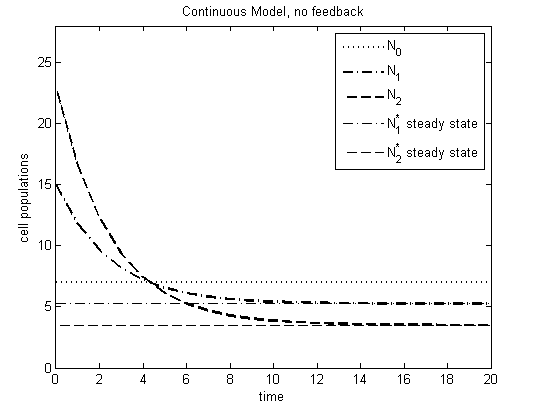 Continuous Model, no feedback
N₀
N₁
N₂
N₁* steady state
N₂* steady state
cell populations
25
20
15
10
5
0
0 2 4 6 8 10 12 14 16 18 20
time